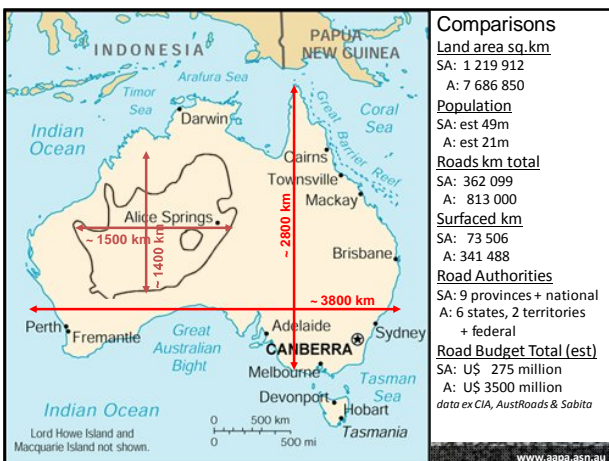 INDONESIA
PAPUA
NEW GUINEA
Arafura Sea
Timor
Sea
Darwin
Coral
Sea
Indian
Ocean
Great Barrier Reef
Cairns
Townsville
Mackay
Alice Springs
~ 1500 km
~ 1400 km
~ 2800 km
Brisbane
~ 3800 km
Perth
Fremantle
Great
Australian
Bight
Adelaide
Sydney
CANBERRA
Melbourne
Tasman
Sea
Devonport
Hobart
Tasmania
Indian Ocean
Lord Howe Island and
Macquarie Island not shown.
0 500 km
0 500 mi
Comparisons
Land area sq.km
SA: 1 219 912
A: 7 686 850
Population
SA: est 49m
A: est 21m
Roads km total
SA: 362 099
A: 813 000
Surfaced km
SA: 73 506
A: 341 488
Road Authorities
SA: 9 provinces + national
A: 6 states, 2 territories
+ federal
Road Budget Total (est)
SA: U$ 275 million
A: U$ 3500 million
data ex CIA, AustRoads & Sabita
www.aapa.asn.au